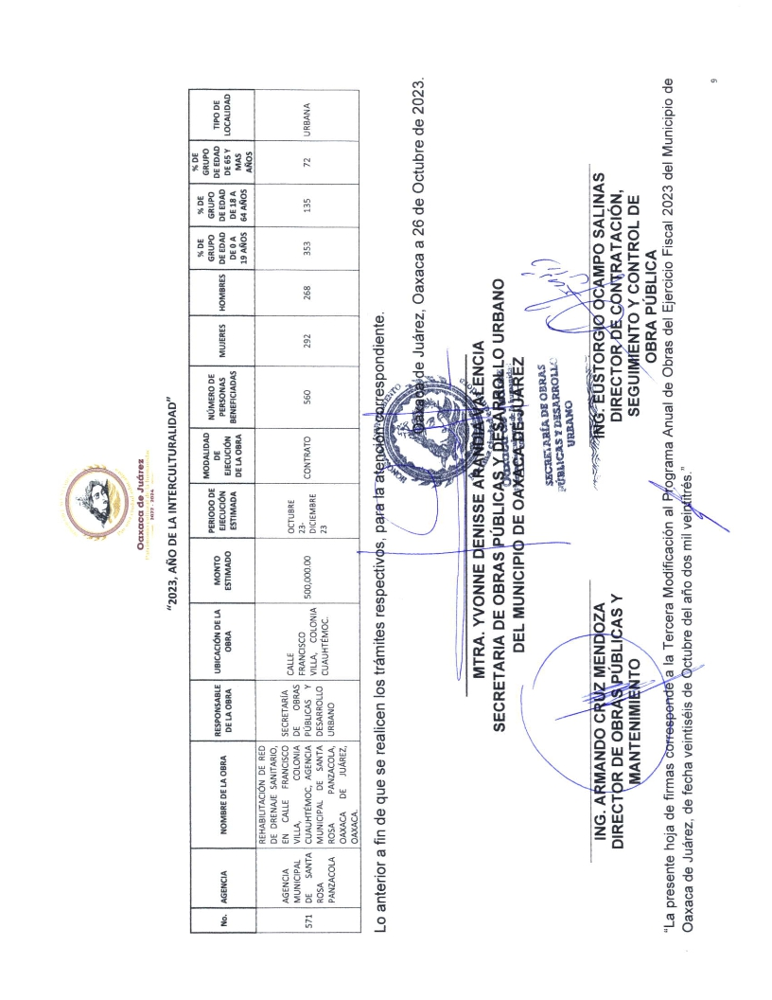 Oaxaca de Juárez
2022 - 2024
"2023, AÑO DE LA INTERCULTURALIDAD"
No. AGENCIA NOMBRE DE LA OBRA RESPONSABLE DE LA OBRA UBICACIÓN DE LA OBRA MONTO ESTIMADO PERIODO DE EJECUCIÓN ESTIMADA MODALIDAD DE EJECUCIÓN DE LA OBRA NÚMERO DE PERSONAS BENEFICIADAS MUJERES HOMBRES % DE GRUPO DE EDAD DE 0 A 19 AÑOS % DE GRUPO DE EDAD DE 18 A 64 AÑOS % DE GRUPO DE EDAD DE 65 Y MAS AÑOS TIPO DE LOCALIDAD
571
AGENCIA
MUNICIPAL
DE SANTA
ROSA
PANZACOLA
REHABILITACIÓN DE RED
DE DRENAJE SANITARIO,
EN CALLE FRANCISCO
VILLA, COLONIA
CUAUHTÉMOC, AGENCIA
MUNICIPAL DE SANTA
ROSA PANZACOLA,
OAXACA DE JUÁREZ,
OAXACA.
SECRETARÍA
DE OBRAS
PÚBLICAS Y
DESARROLLO
URBANO
CALLE
FRANCISCO
VILLA, COLONIA
CUAUHTÉMOC.
500,000.00
OCTUBRE
23-
DICIEMBRE
23
CONTRATO
560
292
268
353
135
72
URBANA
Lo anterior a fin de que se realicen los trámites respectivos, para la atención correspondiente.
Oaxaca de Juárez, Oaxaca a 26 de Octubre de 2023.
MTRA. YVONNE DENISSE ARANDIA VALENCIA
SECRETARIA DE OBRAS PÚBLICAS Y DESARROLLO URBANO
DEL MUNICIPIO DE OAXACA DE JUÁREZ
SECRETARÍA DE OBRAS
PÚBLICAS Y DESARROLLO
URBANO
ING. ARMANDO CRUZ MENDOZA
DIRECTOR DE OBRAS PÚBLICAS Y
MANTENIMIENTO
ING. EUSTORGIO OCAMPO SALINAS
DIRECTOR DE CONTRATACIÓN,
SEGUIMIENTO Y CONTROL DE
OBRA PÚBLICA
"La presente hoja de firmas corresponde a la Tercera Modificación al Programa Anual de Obras del Ejercicio Fiscal 2023 del Municipio de
Oaxaca de Juárez, de fecha veintiséis de Octubre del año dos mil veintitrés."
9